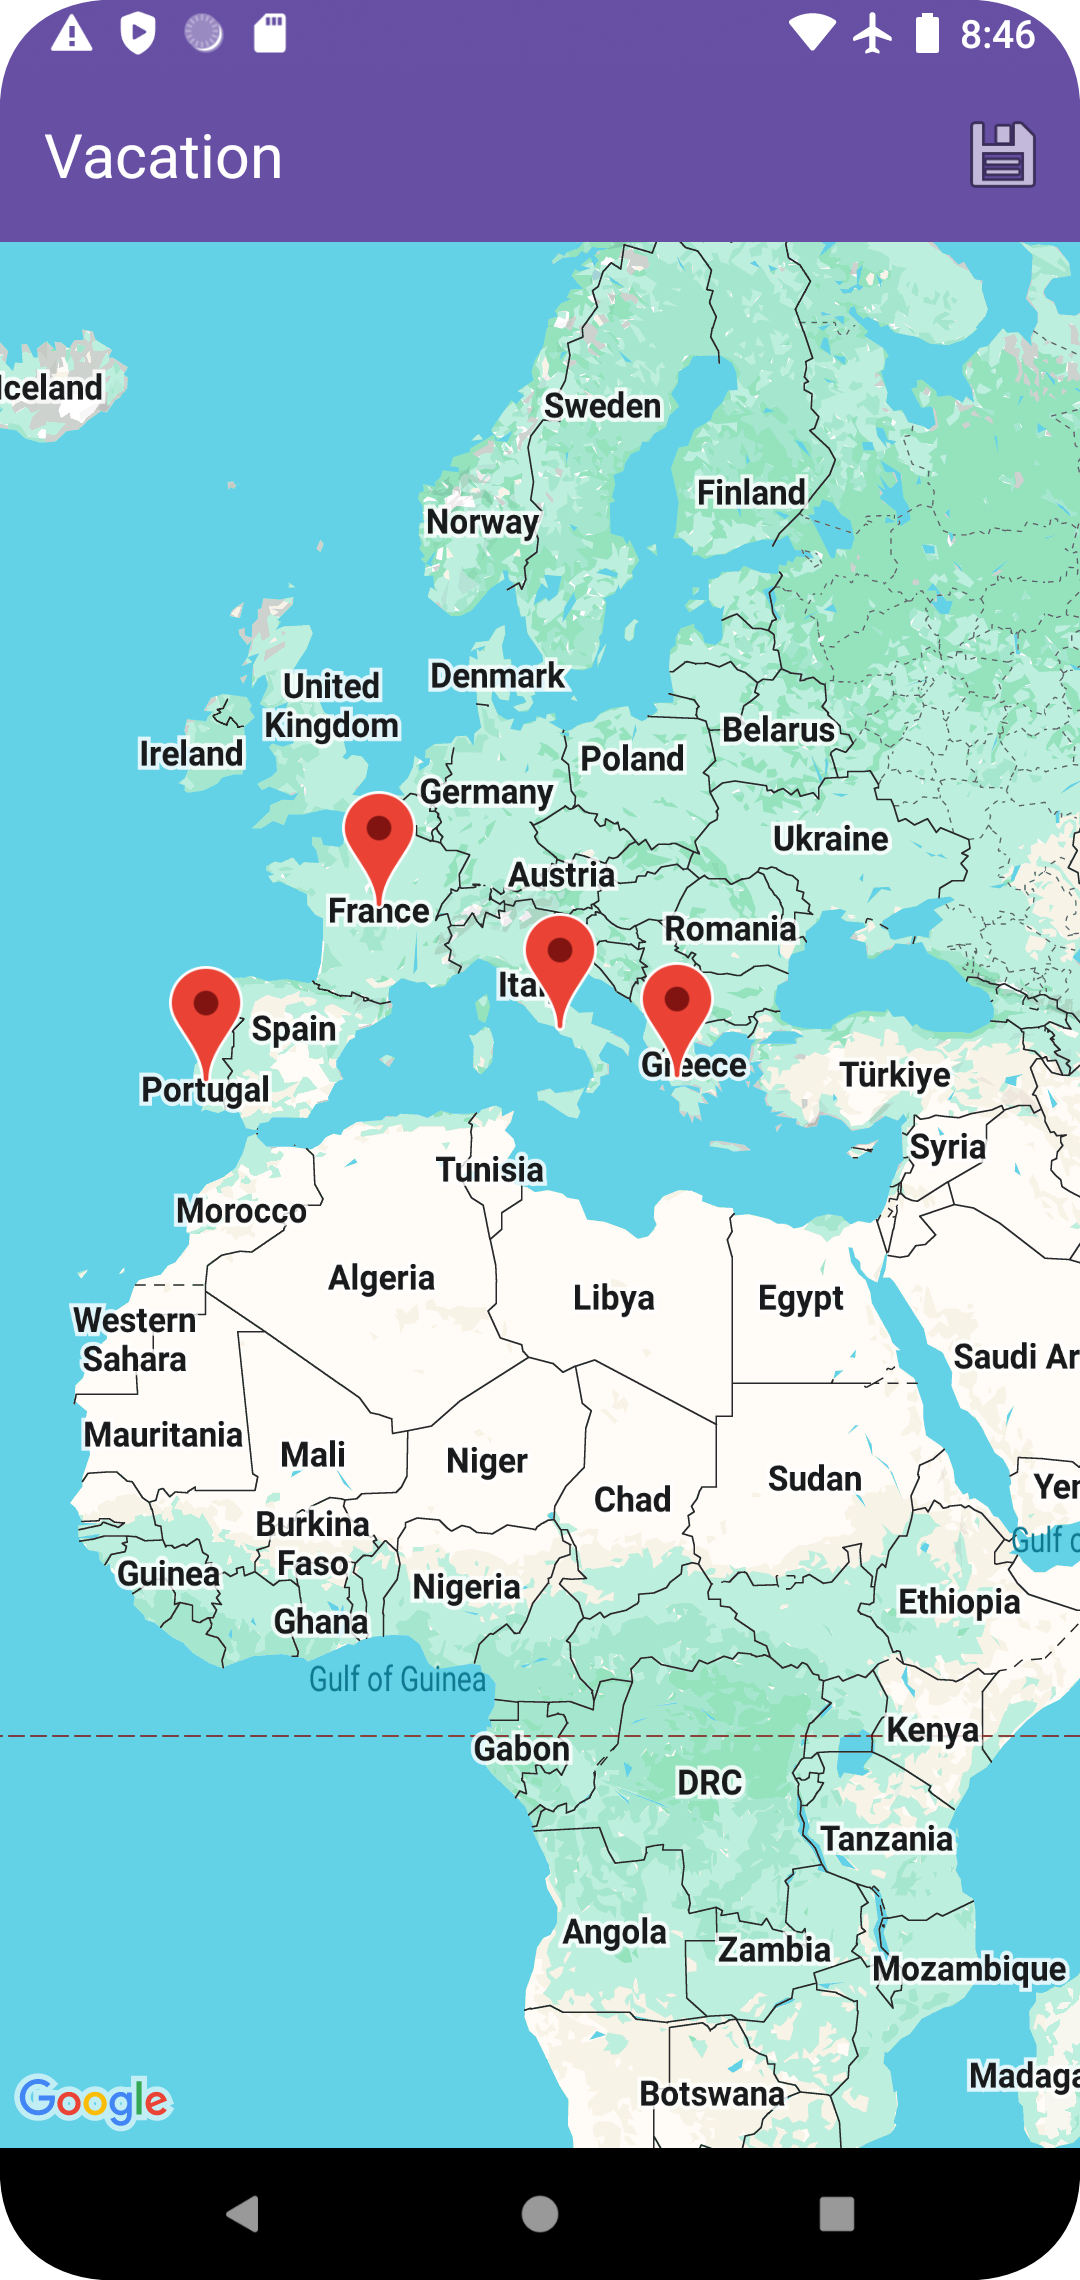 8:46
Vacation
Iceland
Sweden
Finland
Norway
Denmark
United
Kingdom
Ireland
Belarus
Poland
Germany
Ukraine
Austria
France
Romania
Spain
Portugal
Greece
Türkiye
Syria
Tunisia
Morocco
Algeria
Libya
Egypt
Western
Sahara
Saudi Ar
Mauritania
Mali
Niger
Chad
Sudan
Yer
Burkina
Faso
Gulf o
Guinea
Nigeria
Ghana
Ethiopia
Gulf of Guinea
Gabon
Kenya
DRC
Tanzania
Angola
Zambia
Mozambique
Madaga
Botswana
Google